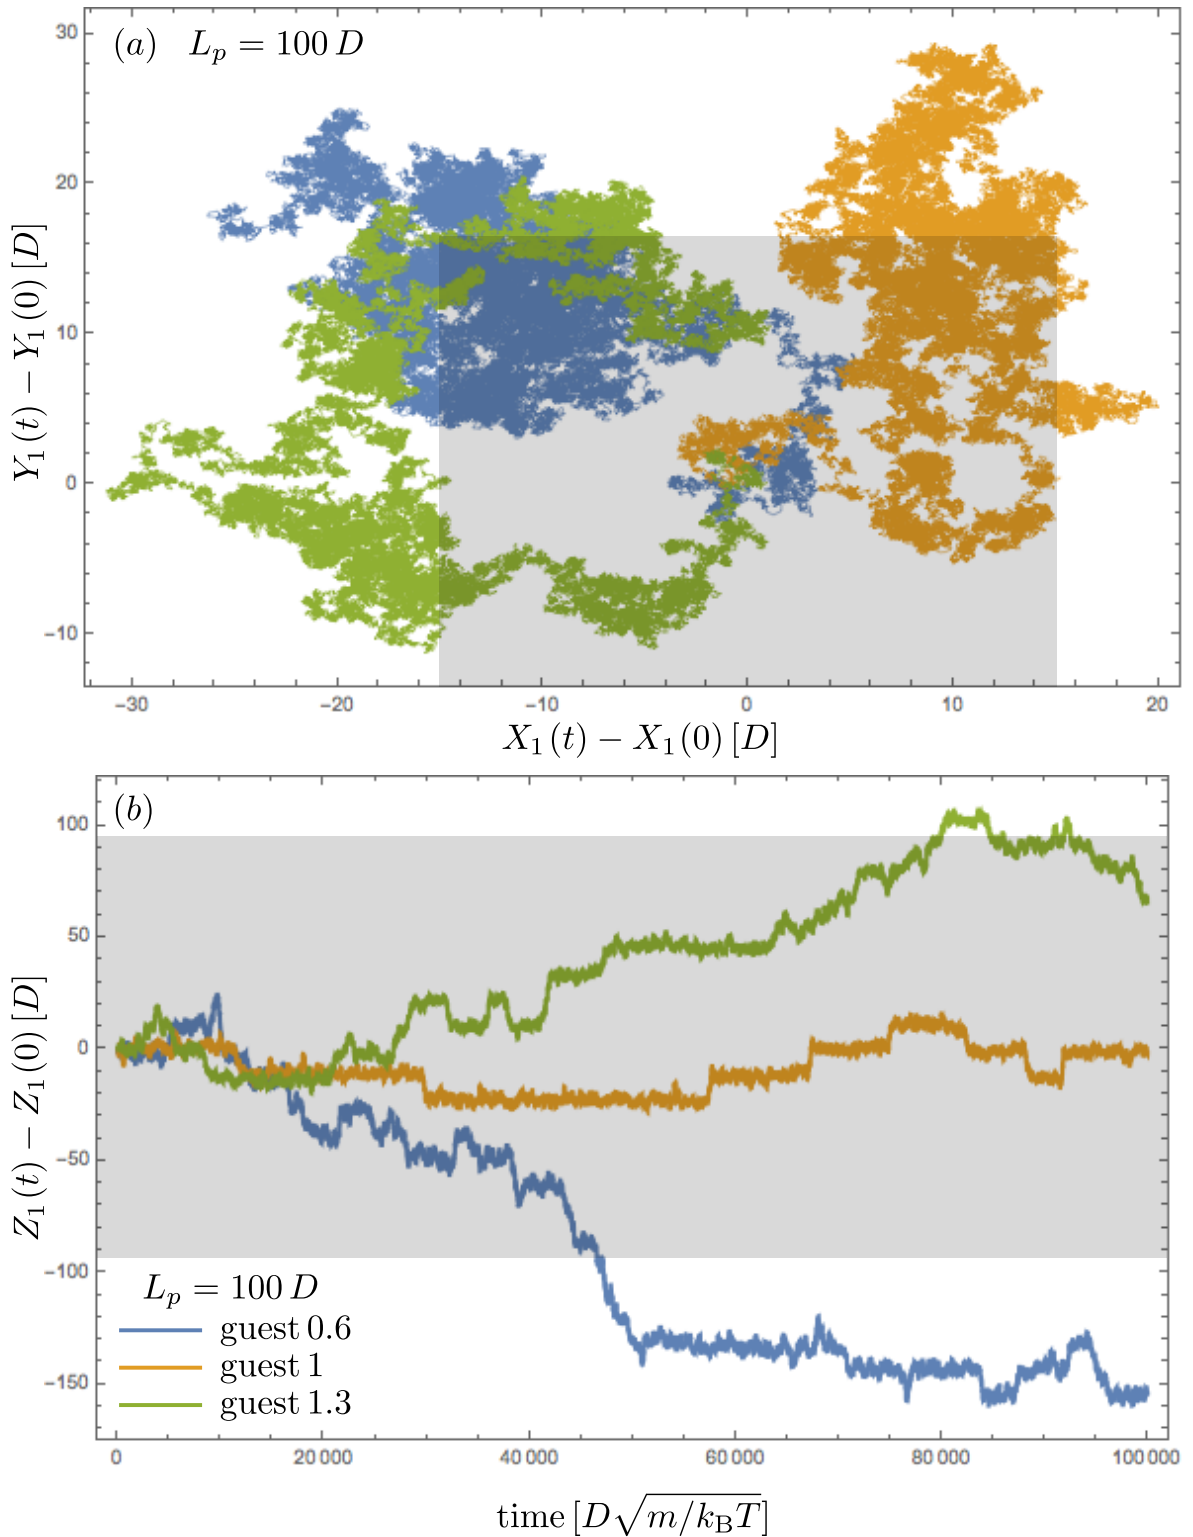 (a) L_p = 100 D
30
20
10
0
−10
Y_1(t) − Y_1(0) [D]
−30 −20 −10 0 10 20
X_1(t) − X_1(0) [D]
(b)
100
50
0
−50
−100
−150
Z_1(t) − Z_1(0) [D]
L_p = 100 D
guest 0.6
guest 1
guest 1.3
0 20 000 40 000 60 000 80 000 100 000
time [D√m/k_BT]